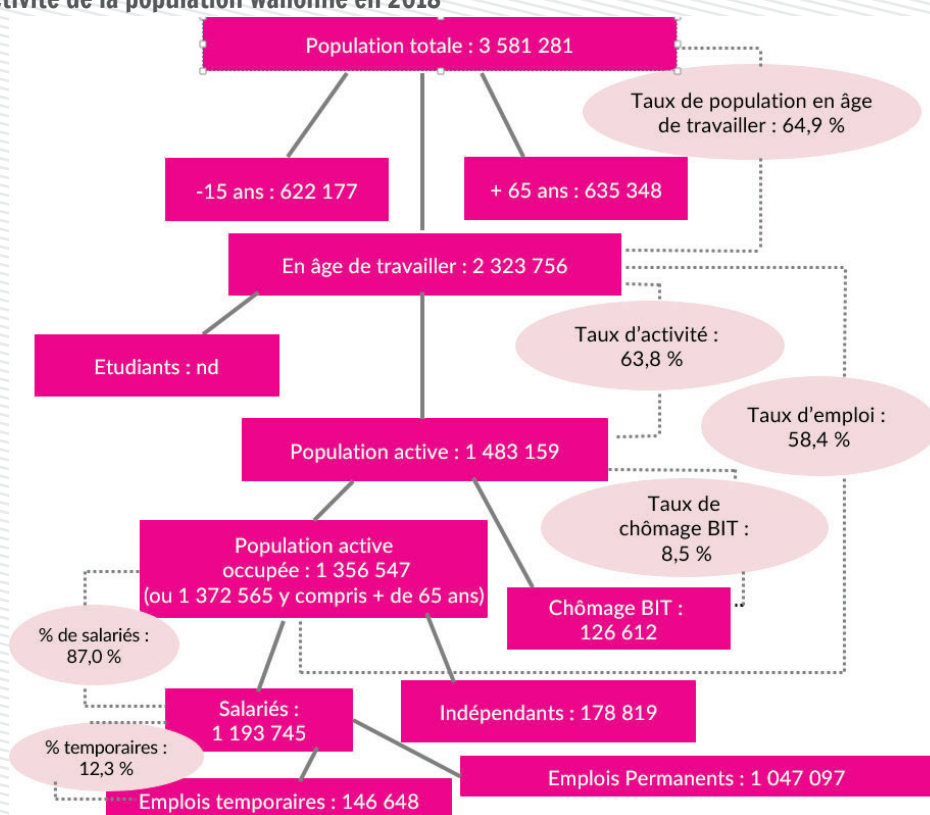 Population totale : 3 581 281
Taux de population en âge
de travailler : 64,9 %
-15 ans : 622 177
+ 65 ans : 635 348
En âge de travailler : 2 323 756
Taux d'activité :
63,8 %
Etudiants : nd
Taux d'emploi :
58,4 %
Population active : 1 483 159
Taux de
chômage BIT :
8,5 %
Population active
occupée : 1 356 547
(ou 1 372 565 y compris + de 65 ans)
Chômage BIT :
126 612
% de salariés :
87,0 %
Salariés :
1 193 745
Indépendants : 178 819
% temporaires :
12,3 %
Emplois Permanents : 1 047 097
Emplois temporaires : 146 648